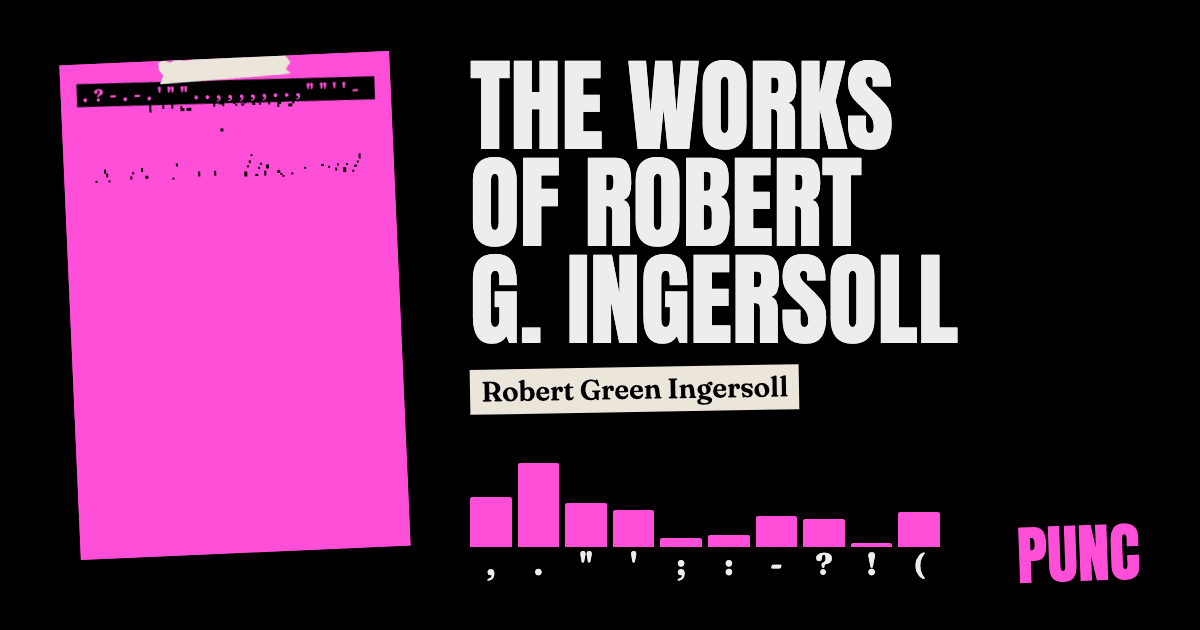 .?-.-.'"".,,,,,,.,,""''-
THE WORKS
OF ROBERT
G. INGERSOLL
Robert Green Ingersoll
, . " ' ; : - ? ! (
PUNC